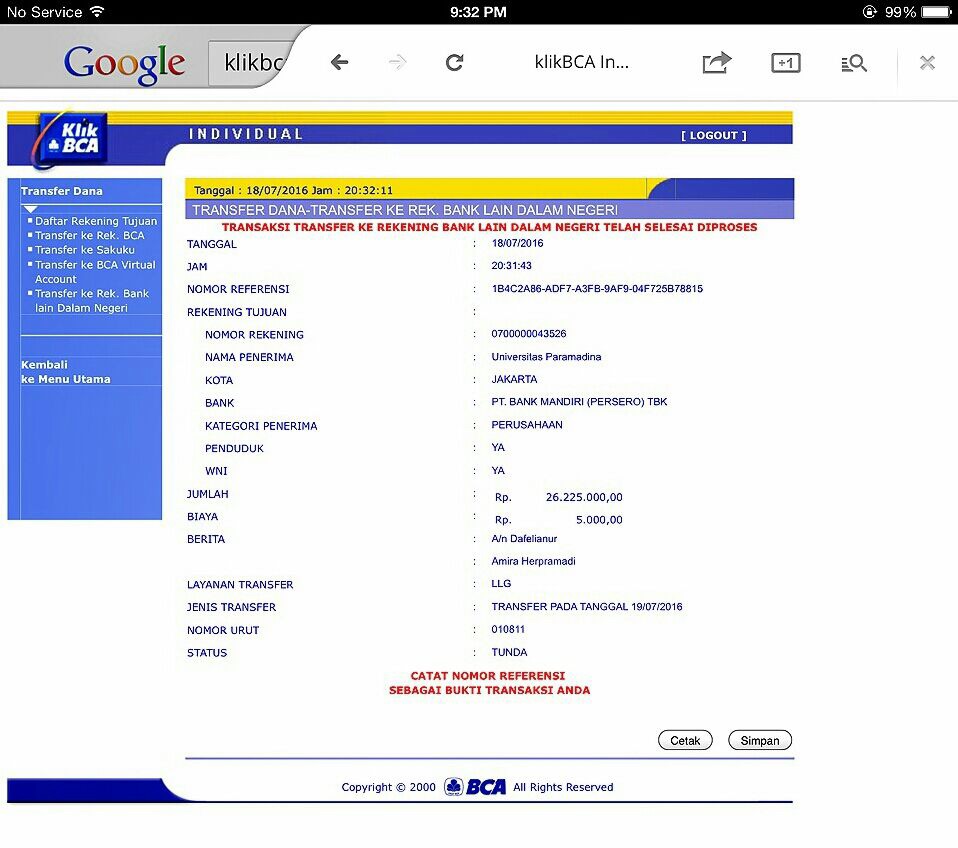 No Service 9:32 PM 99%
Google klikbc klikBCA In... +1
Klik BCA
INDIVIDUAL [ LOGOUT ]
Transfer Dana
Daftar Rekening Tujuan
Transfer ke Rek. BCA
Transfer ke Sakuku
Transfer ke BCA Virtual
Account
Transfer ke Rek. Bank
lain Dalam Negeri
Kembali
ke Menu Utama
Tanggal : 18/07/2016 Jam : 20:32:11
TRANSFER DANA-TRANSFER KE REK. BANK LAIN DALAM NEGERI
TRANSAKSI TRANSFER KE REKENING BANK LAIN DALAM NEGERI TELAH SELESAI DIPROSES
TANGGAL : 18/07/2016
JAM : 20:31:43
NOMOR REFERENSI : 1B4C2A86-ADF7-A3FB-9AF9-04F725B78815
REKENING TUJUAN :
NOMOR REKENING : 0700000043526
NAMA PENERIMA : Universitas Paramadina
KOTA : JAKARTA
BANK : PT. BANK MANDIRI (PERSERO) TBK
KATEGORI PENERIMA : PERUSAHAAN
PENDUDUK : YA
WNI : YA
JUMLAH : Rp. 26.225.000,00
BIAYA : Rp. 5.000,00
BERITA : A/n Dafelianur
: Amira Herpramadi
LAYANAN TRANSFER : LLG
JENIS TRANSFER : TRANSFER PADA TANGGAL 19/07/2016
NOMOR URUT : 010811
STATUS : TUNDA
CATAT NOMOR REFERENSI
SEBAGAI BUKTI TRANSAKSI ANDA
Cetak Simpan
Copyright © 2000 BCA All Rights Reserved